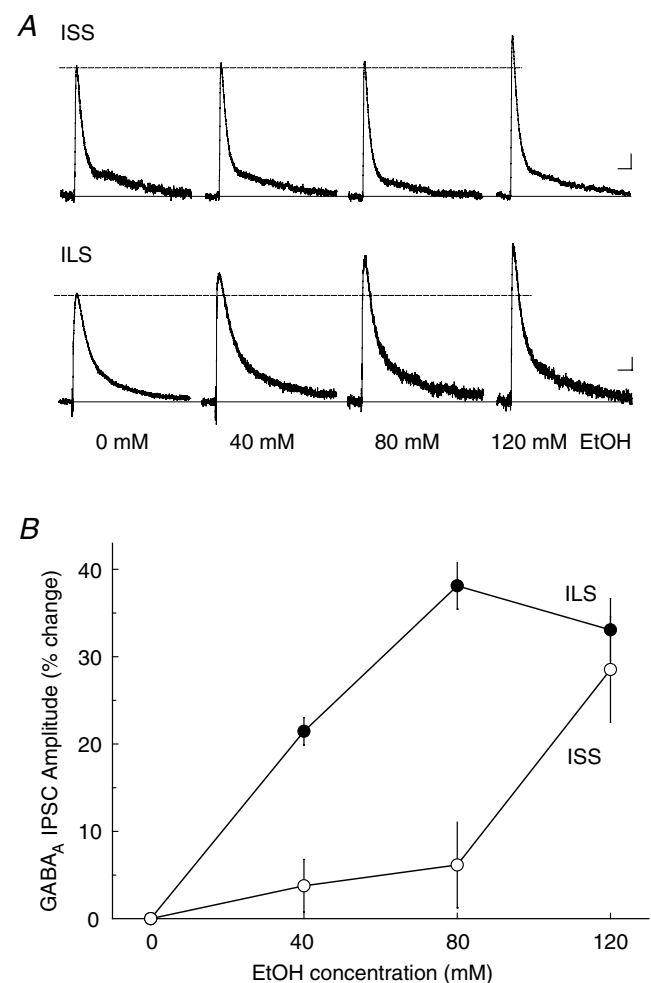 A
ISS
ILS
0 mM 40 mM 80 mM 120 mM EtOH
B
GABAA IPSC Amplitude (% change)
40
30
20
10
0
ILS
ISS
0 40 80 120
EtOH concentration (mM)